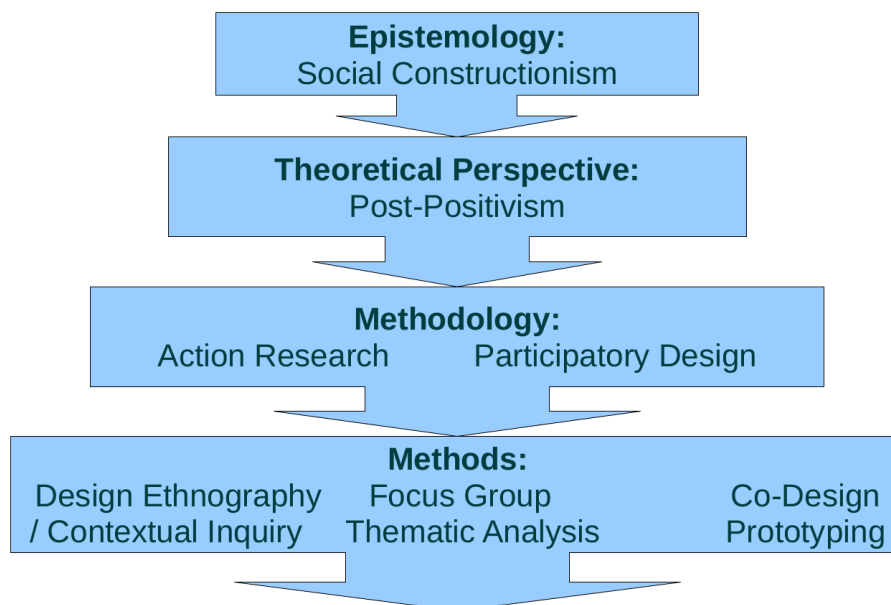 Epistemology:
Social Constructionism
Theoretical Perspective:
Post-Positivism
Methodology:
Action Research Participatory Design
Methods:
Design Ethnography Focus Group Co-Design
/ Contextual Inquiry Thematic Analysis Prototyping